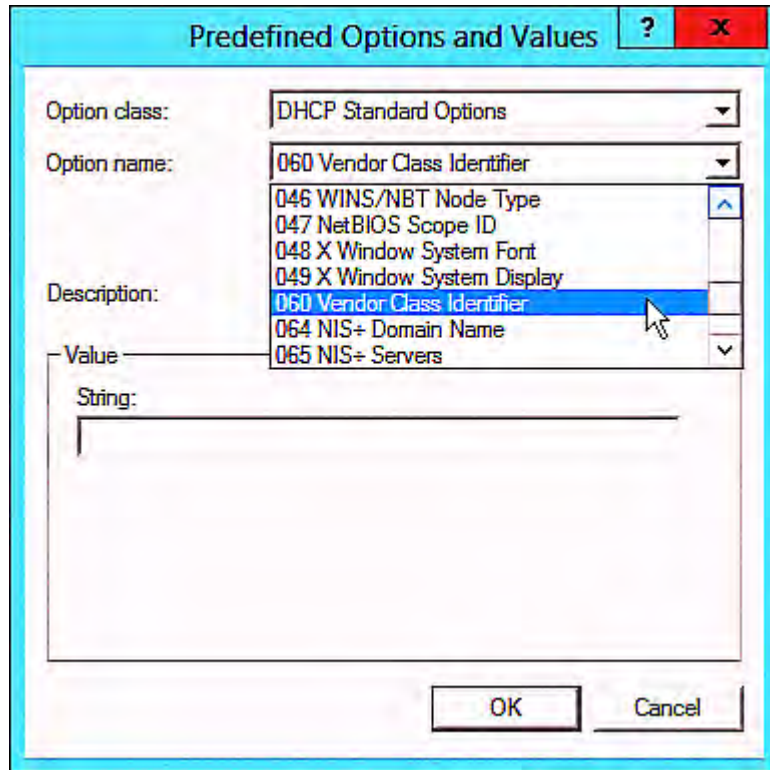 Predefined Options and Values ? x
Option class: DHCP Standard Options
Option name: 060 Vendor Class Identifier
046 WINS/NBT Node Type
047 NetBIOS Scope ID
048 X Window System Font
049 X Window System Display
Description: 060 Vendor Class Identifier
064 NIS+ Domain Name
Value 065 NIS+ Servers
String:
OK Cancel